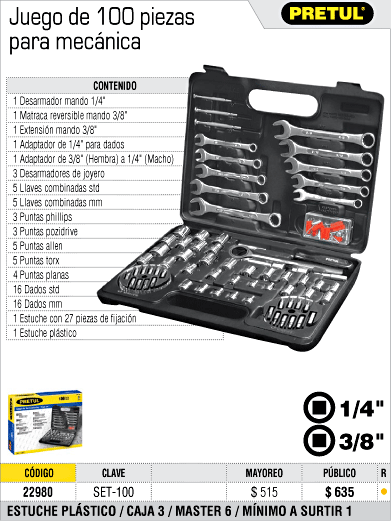 Juego de 100 piezas
para mecánica
PRETUL®
CONTENIDO
1 Desarmador mando 1/4"
1 Matraca reversible mando 3/8"
1 Extensión mando 3/8"
1 Adaptador de 1/4" para dados
1 Adaptador de 3/8" (Hembra) a 1/4" (Macho)
3 Desarmadores de joyero
5 Llaves combinadas std
5 Llaves combinadas mm
3 Puntas phillips
3 Puntas pozidrive
5 Puntas allen
5 Puntas torx
4 Puntas planas
16 Dados std
16 Dados mm
1 Estuche con 27 piezas de fijación
1 Estuche plástico
PRETUL
1/4"
3/8"
CÓDIGO CLAVE MAYOREO PÚBLICO R
22980 SET-100 $ 515 $ 635
ESTUCHE PLÁSTICO / CAJA 3 / MASTER 6 / MÍNIMO A SURTIR 1